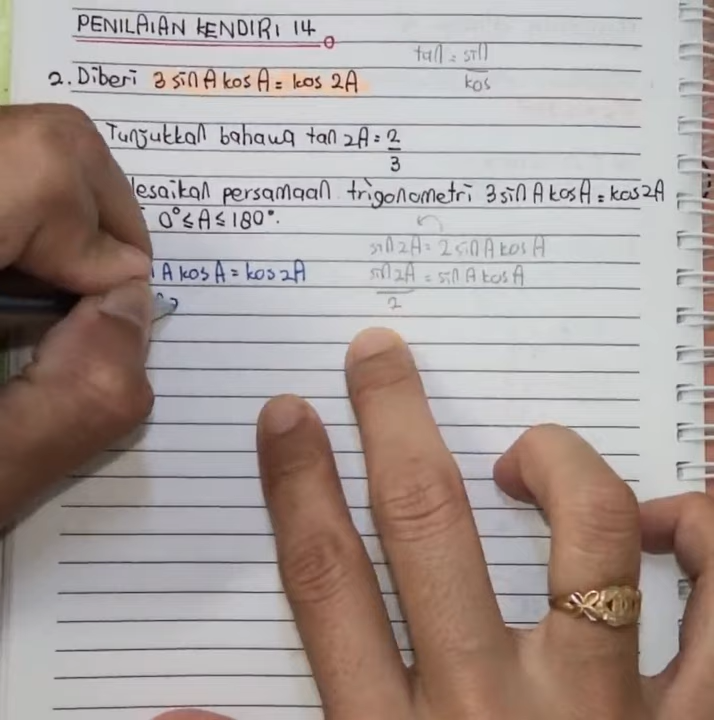 PENILAIAN KENDIRI 14
tan = sin
kos
2. Diberi 3 sin A kos A = kos 2A
Tunjukkan bahawa tan 2A = 2
3
esaikan persamaan trigonometri 3 sin A kos A = kos 2A
0° ≤ A ≤ 180°.
sin 2A = 2 sin A kos A
A kos A = kos 2A
sin 2A = sin A kos A
2